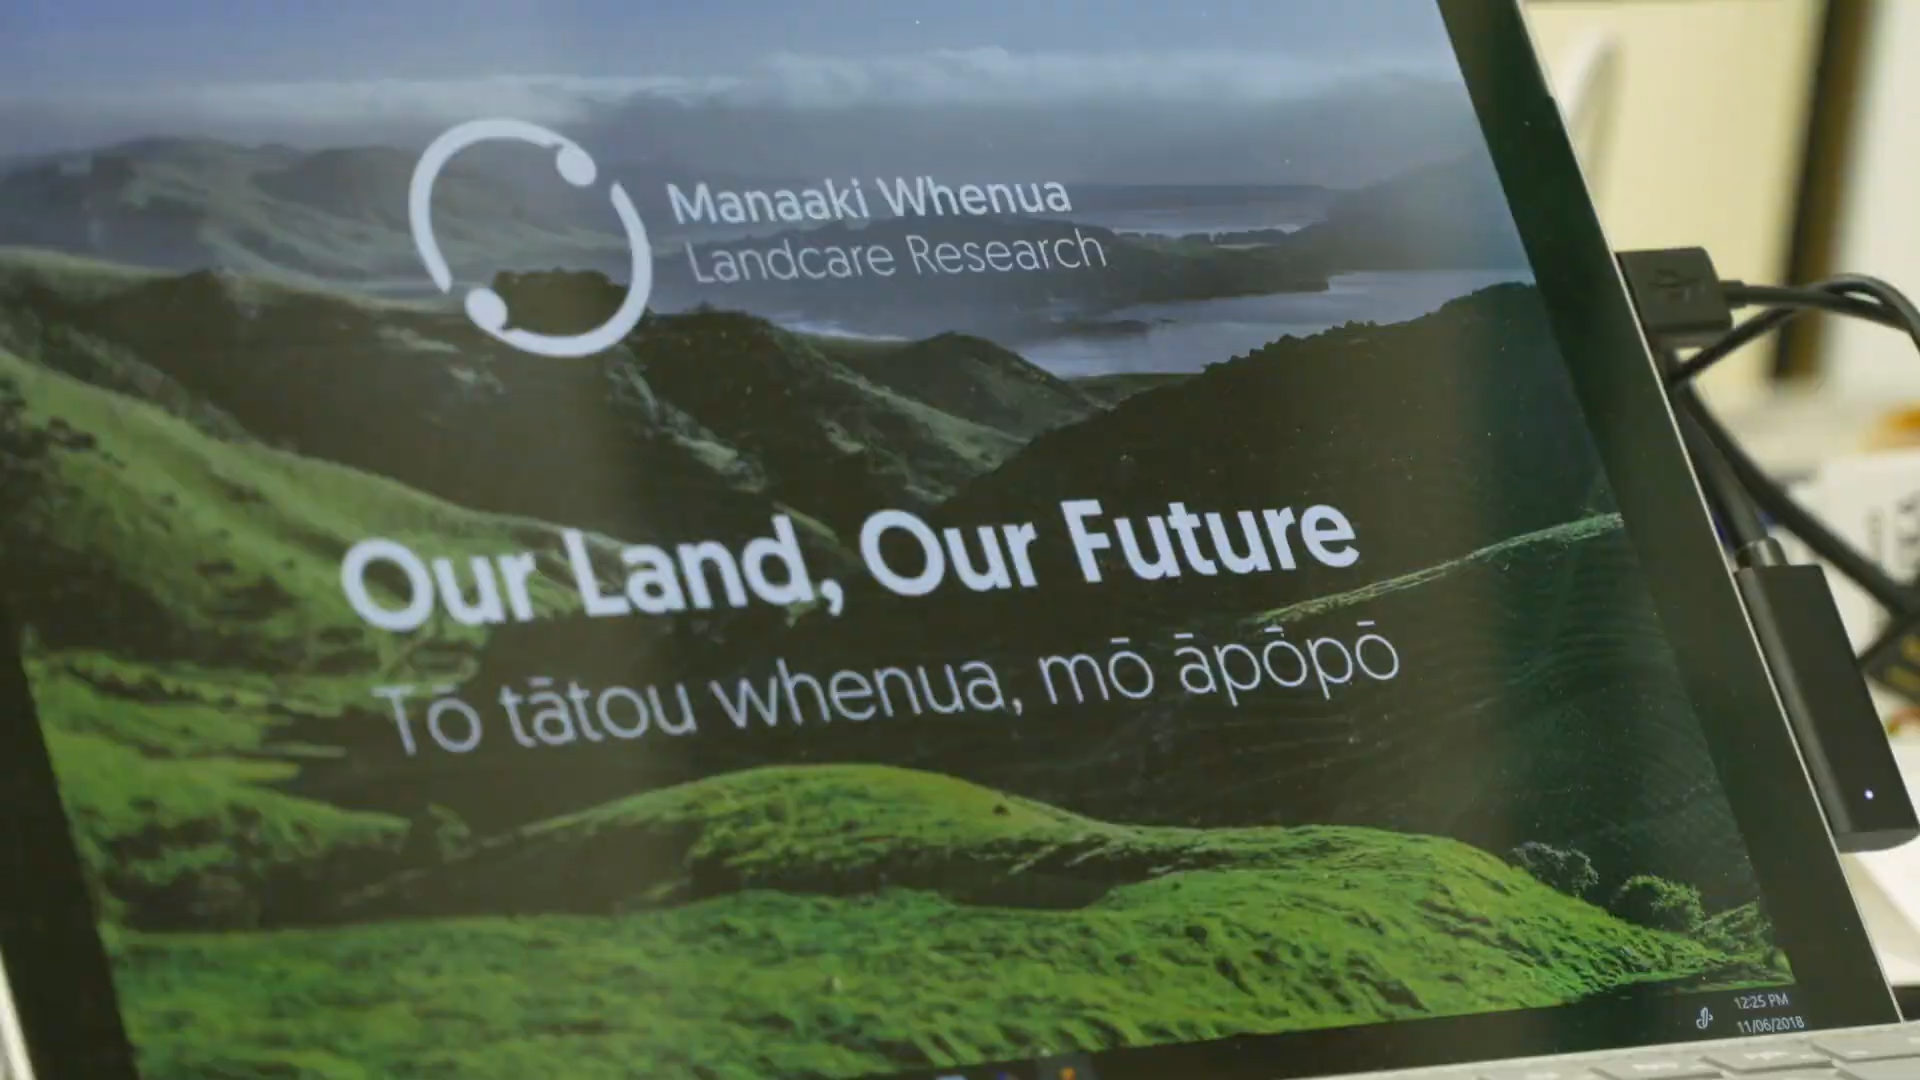 Manaaki Whenua
Landcare Research
Our Land, Our Future
Tō tātou whenua, mō āpōpō
12:25 PM
11/06/2018